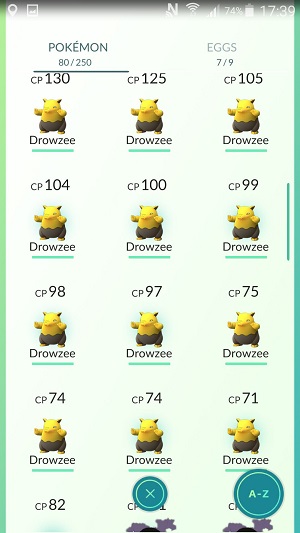 74% 17:39
POKÉMON EGGS
80 / 250 7 / 9
CP 130 CP 125 CP 105
Drowzee Drowzee Drowzee
CP 104 CP 100 CP 99
Drowzee Drowzee Drowzee
CP 98 CP 97 CP 75
Drowzee Drowzee Drowzee
CP 74 CP 74 CP 71
Drowzee Drowzee Drowzee
CP 82
A-Z